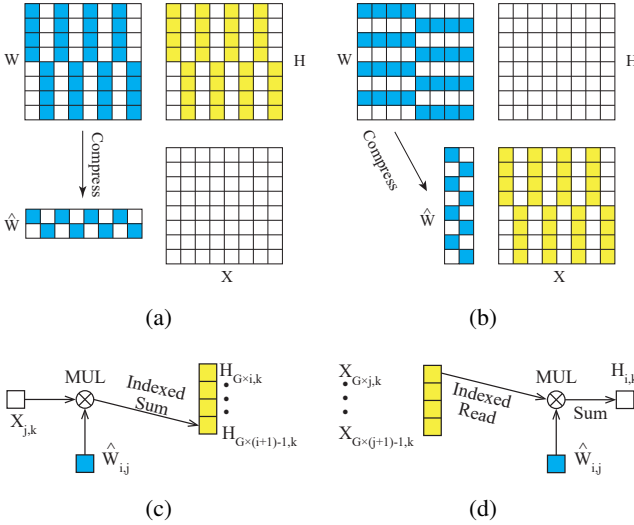 W
H
Compress
Ŵ
X
(a)
W
H
Compress
Ŵ
X
(b)
MUL
Indexed
Sum
X_{j,k}
Ŵ_{i,j}
H_{G×i,k}
H_{G×(i+1)-1,k}
(c)
X_{G×j,k}
X_{G×(j+1)-1,k}
Indexed
Read
MUL
Sum
H_{i,k}
Ŵ_{i,j}
(d)